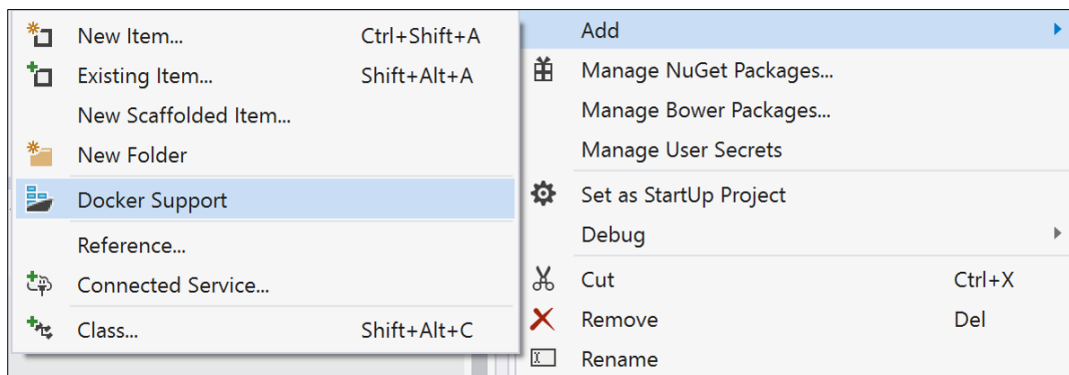 New Item... Ctrl+Shift+A
Existing Item... Shift+Alt+A
New Scaffolded Item...
New Folder
Docker Support
Reference...
Connected Service...
Class... Shift+Alt+C
Add
Manage NuGet Packages...
Manage Bower Packages...
Manage User Secrets
Set as StartUp Project
Debug
Cut Ctrl+X
Remove Del
Rename